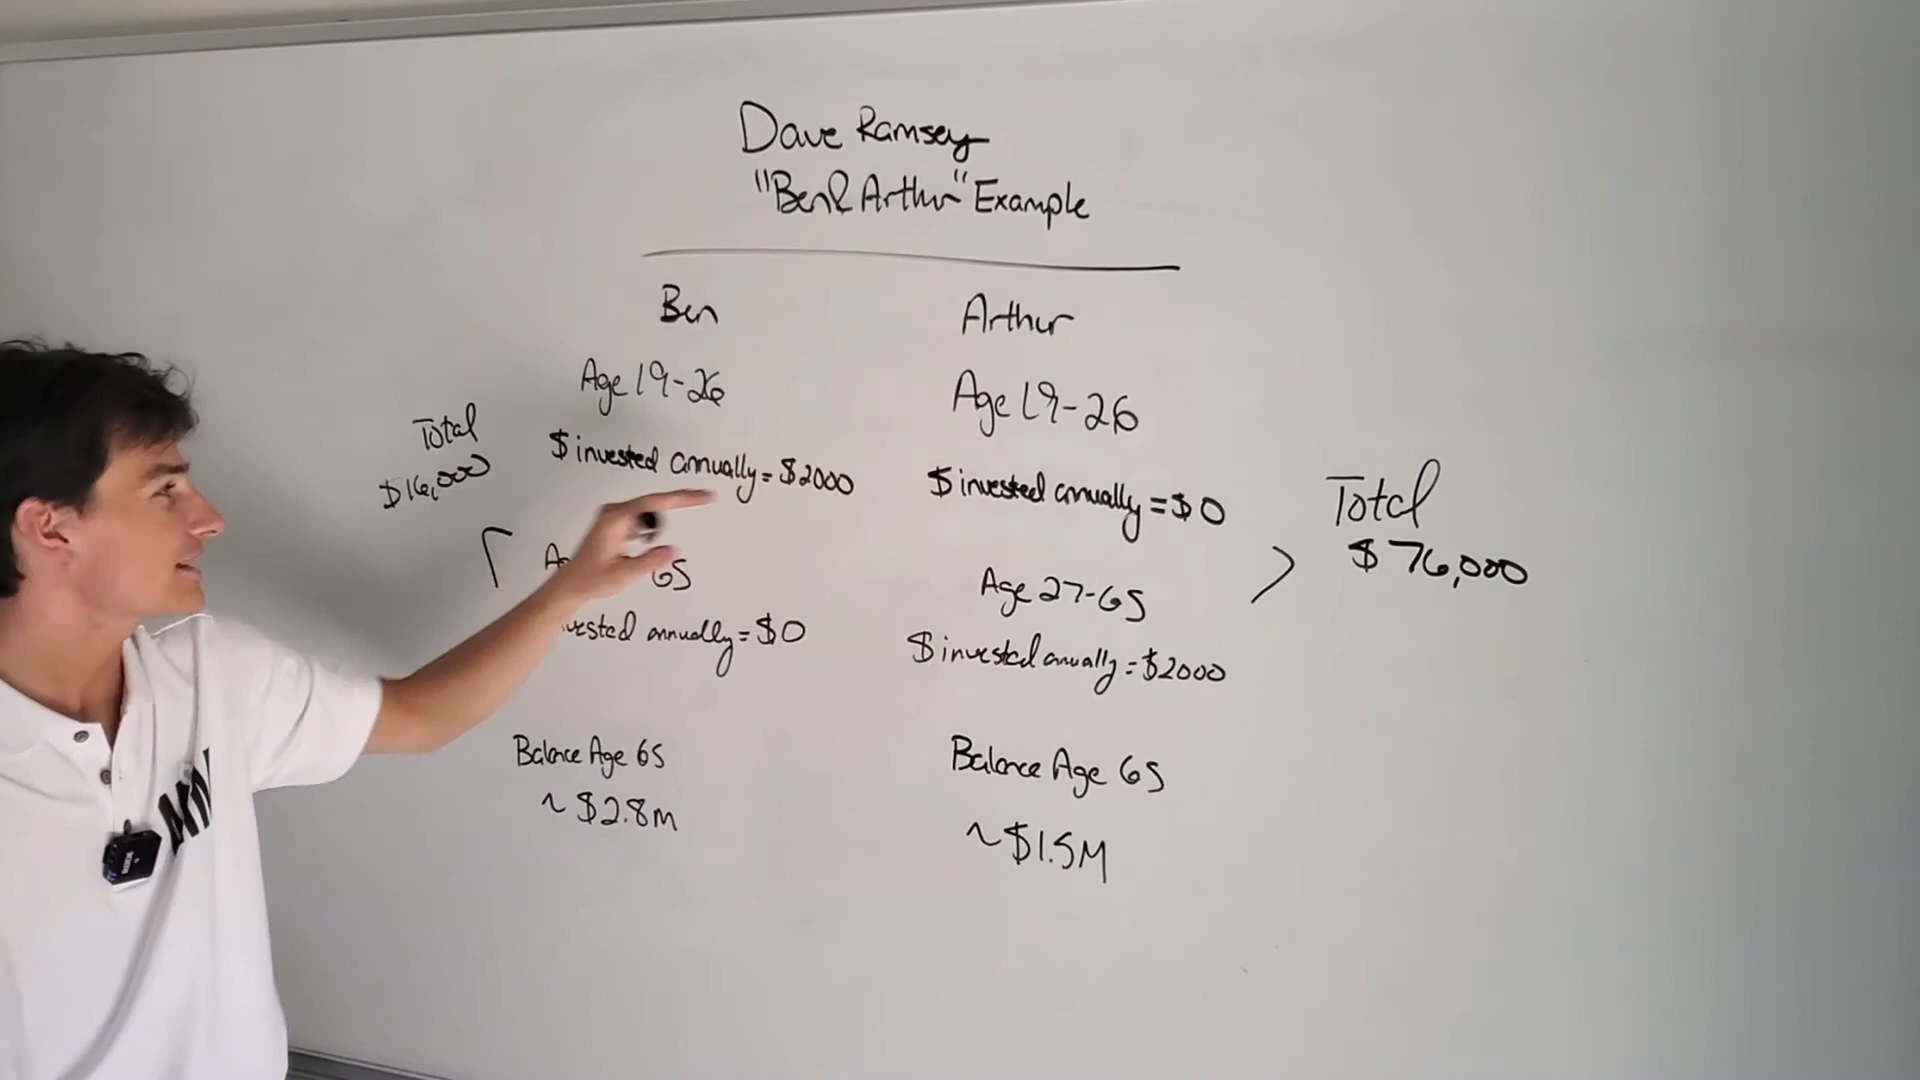 Dave Ramsey
"Ben & Arthur" Example
Ben
Age 19-26
Total
$16,000
$ invested annually = $2000
65
vested annually = $0
Balance Age 65
~ $2.8M
Arthur
Age 19-26
$ invested annually = $0
Age 27-65
$ invested anually = $2000
Total
$76,000
Balance Age 65
~ $1.5M